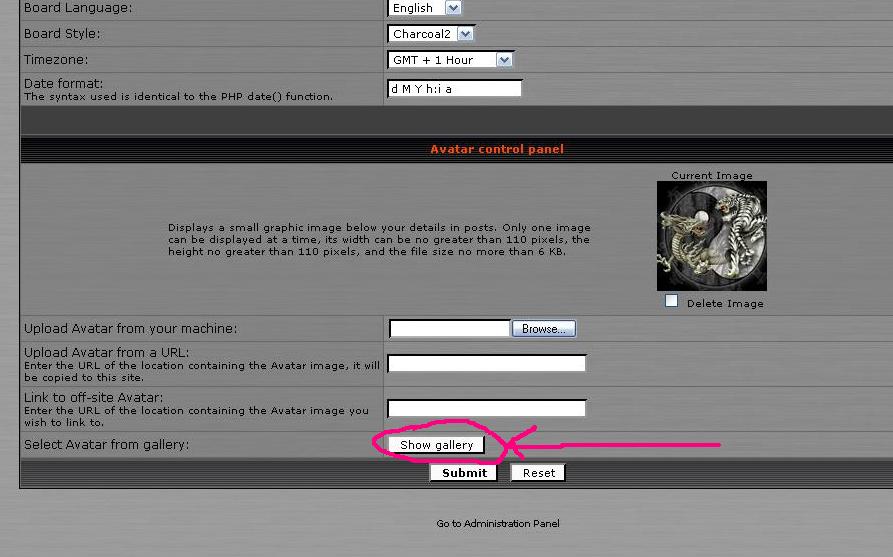 Board Language:
English
Board Style:
Charcoal2
Timezone:
GMT + 1 Hour
Date format:
The syntax used is identical to the PHP date() function.
d M Y h:i a
Avatar control panel
Current Image
Displays a small graphic image below your details in posts. Only one image
can be displayed at a time, its width can be no greater than 110 pixels, the
height no greater than 110 pixels, and the file size no more than 6 KB.
Delete Image
Upload Avatar from your machine:
Browse...
Upload Avatar from a URL:
Enter the URL of the location containing the Avatar image, it will
be copied to this site.
Link to off-site Avatar:
Enter the URL of the location containing the Avatar image you
wish to link to.
Select Avatar from gallery:
Show gallery
Submit
Reset
Go to Administration Panel